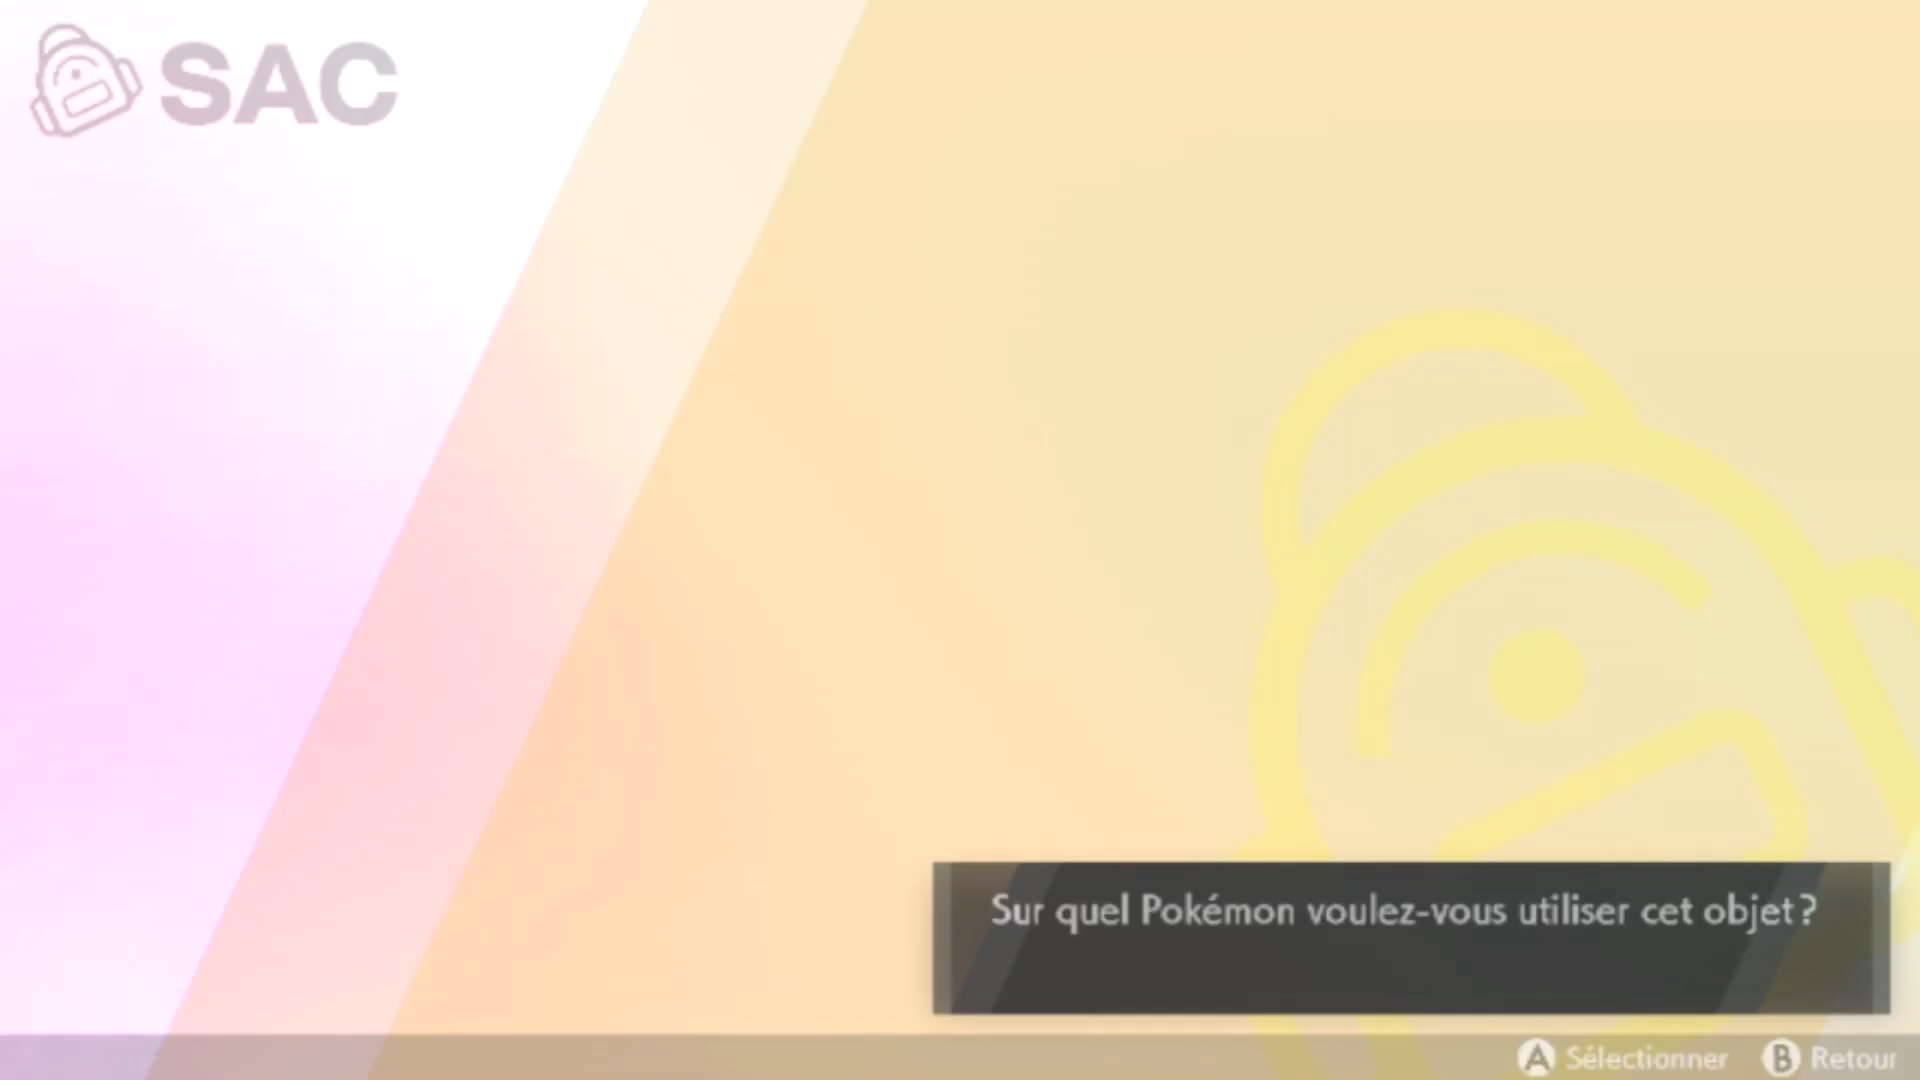 SAC
Sur quel Pokémon voulez-vous utiliser cet objet ?
A Sélectionner B Retour